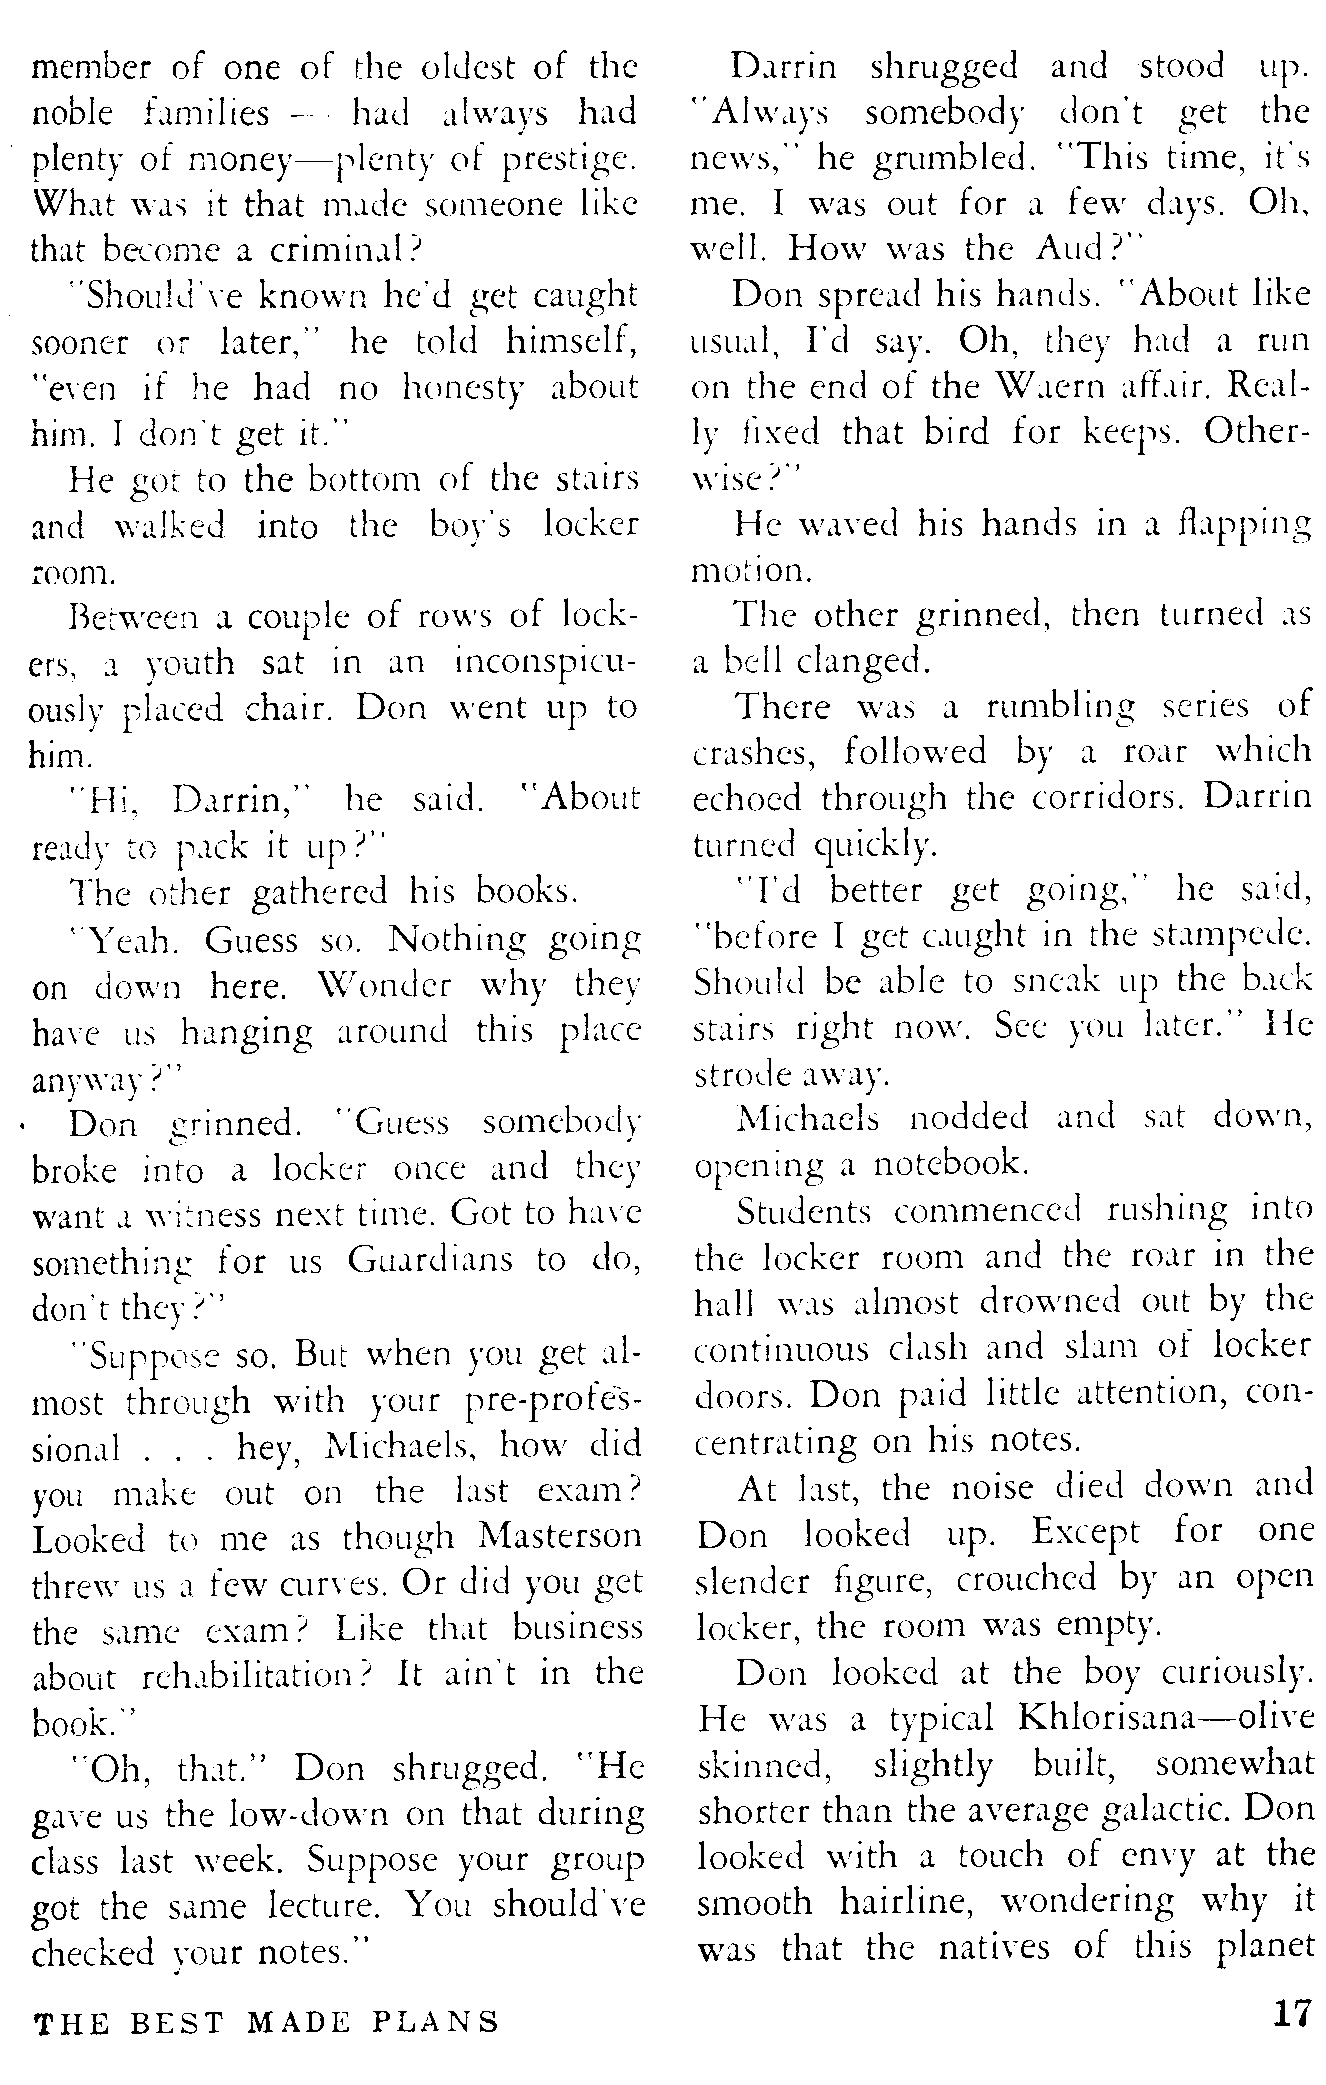 member of one of the oldest of the
noble families — had always had
plenty of money—plenty of prestige.
What was it that made someone like
that become a criminal?
"Should've known he'd get caught
sooner or later," he told himself,
"even if he had no honesty about
him. I don't get it."
He got to the bottom of the stairs
and walked into the boy's locker
room.
Between a couple of rows of lock-
ers, a youth sat in an inconspicu-
ously placed chair. Don went up to
him.
"Hi, Darrin," he said. "About
ready to pack it up?"
The other gathered his books.
"Yeah. Guess so. Nothing going
on down here. Wonder why they
have us hanging around this place
anyway?"
Don grinned. "Guess somebody
broke into a locker once and they
want a witness next time. Got to have
something for us Guardians to do,
don't they?"
"Suppose so. But when you get al-
most through with your pre-profes-
sional . . . hey, Michaels, how did
you make out on the last exam?
Looked to me as though Masterson
threw us a few curves. Or did you get
the same exam? Like that business
about rehabilitation? It ain't in the
book."
"Oh, that." Don shrugged. "He
gave us the low-down on that during
class last week. Suppose your group
got the same lecture. You should've
checked your notes."
Darrin shrugged and stood up.
"Always somebody don't get the
news," he grumbled. "This time, it's
me. I was out for a few days. Oh,
well. How was the Aud?"
Don spread his hands. "About like
usual, I'd say. Oh, they had a run
on the end of the Waern affair. Real-
ly fixed that bird for keeps. Other-
wise?"
He waved his hands in a flapping
motion.
The other grinned, then turned as
a bell clanged.
There was a rumbling series of
crashes, followed by a roar which
echoed through the corridors. Darrin
turned quickly.
"I'd better get going," he said,
"before I get caught in the stampede.
Should be able to sneak up the back
stairs right now. See you later." He
strode away.
Michaels nodded and sat down,
opening a notebook.
Students commenced rushing into
the locker room and the roar in the
hall was almost drowned out by the
continuous clash and slam of locker
doors. Don paid little attention, con-
centrating on his notes.
At last, the noise died down and
Don looked up. Except for one
slender figure, crouched by an open
locker, the room was empty.
Don looked at the boy curiously.
He was a typical Khlorisana—olive
skinned, slightly built, somewhat
shorter than the average galactic. Don
looked with a touch of envy at the
smooth hairline, wondering why it
was that the natives of this planet
THE BEST MADE PLANS
17